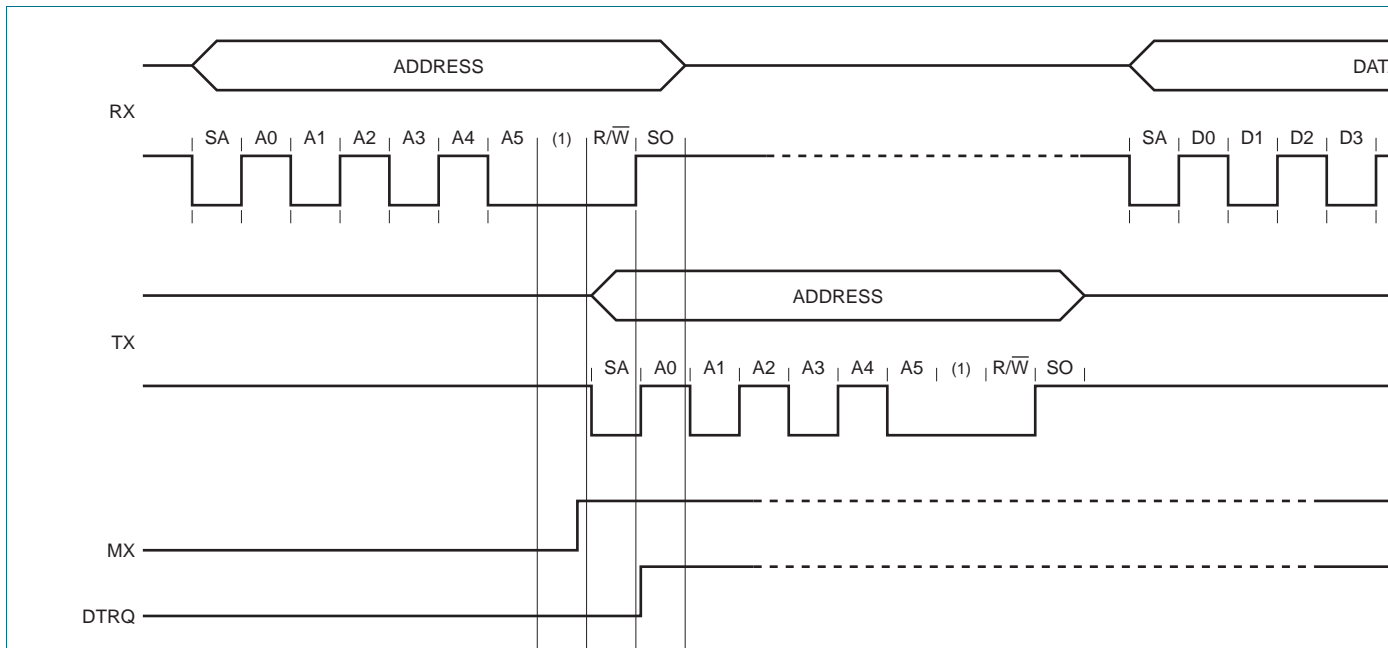 ADDRESS
DATA
RX
SA A0 A1 A2 A3 A4 A5 (1) R/W̅ SO
SA D0 D1 D2 D3
ADDRESS
TX
SA A0 A1 A2 A3 A4 A5 (1) R/W̅ SO
MX
DTRQ